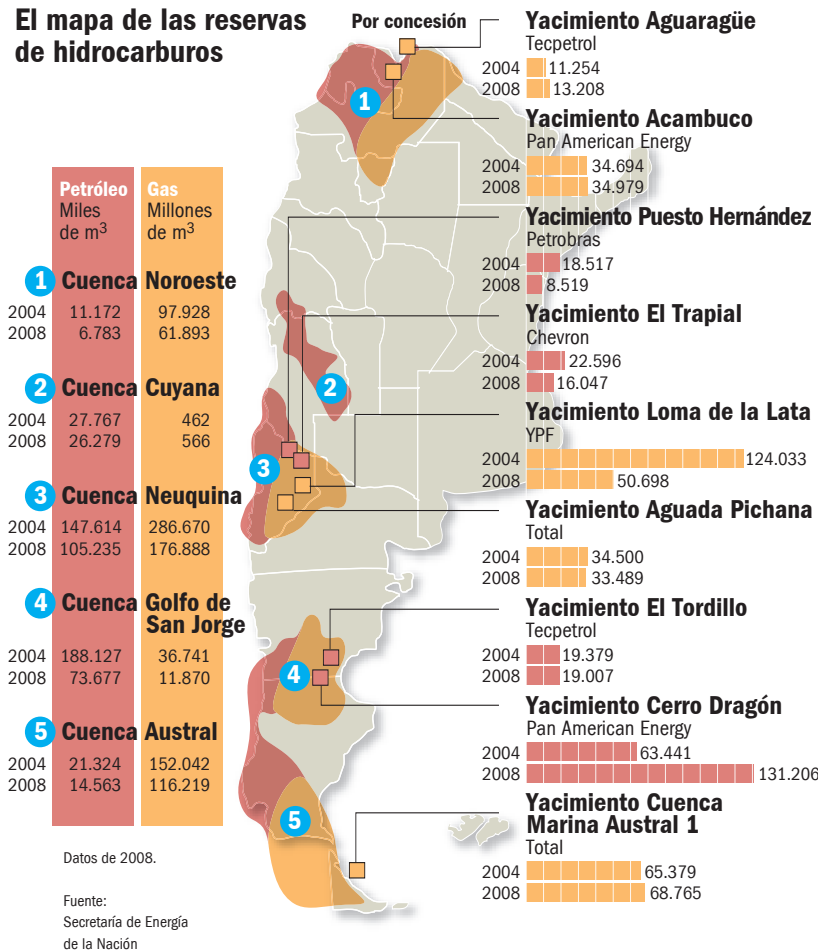 El mapa de las reservas
de hidrocarburos
Petróleo Gas
Miles Millones
de m³ de m³
1 Cuenca Noroeste
2004 11.172 97.928
2008 6.783 61.893
2 Cuenca Cuyana
2004 27.767 462
2008 26.279 566
3 Cuenca Neuquina
2004 147.614 286.670
2008 105.235 176.888
4 Cuenca Golfo de
San Jorge
2004 188.127 36.741
2008 73.677 11.870
5 Cuenca Austral
2004 21.324 152.042
2008 14.563 116.219
Datos de 2008.
Fuente:
Secretaría de Energía
de la Nación
1
2
3
4
5
Por concesión
Yacimiento Aguaragüe
Tecpetrol
2004 11.254
2008 13.208
Yacimiento Acambuco
Pan American Energy
2004 34.694
2008 34.979
Yacimiento Puesto Hernández
Petrobras
2004 18.517
2008 8.519
Yacimiento El Trapial
Chevron
2004 22.596
2008 16.047
Yacimiento Loma de la Lata
YPF
2004 124.033
2008 50.698
Yacimiento Aguada Pichana
Total
2004 34.500
2008 33.489
Yacimiento El Tordillo
Tecpetrol
2004 19.379
2008 19.007
Yacimiento Cerro Dragón
Pan American Energy
2004 63.441
2008 131.206
Yacimiento Cuenca
Marina Austral 1
Total
2004 65.379
2008 68.765